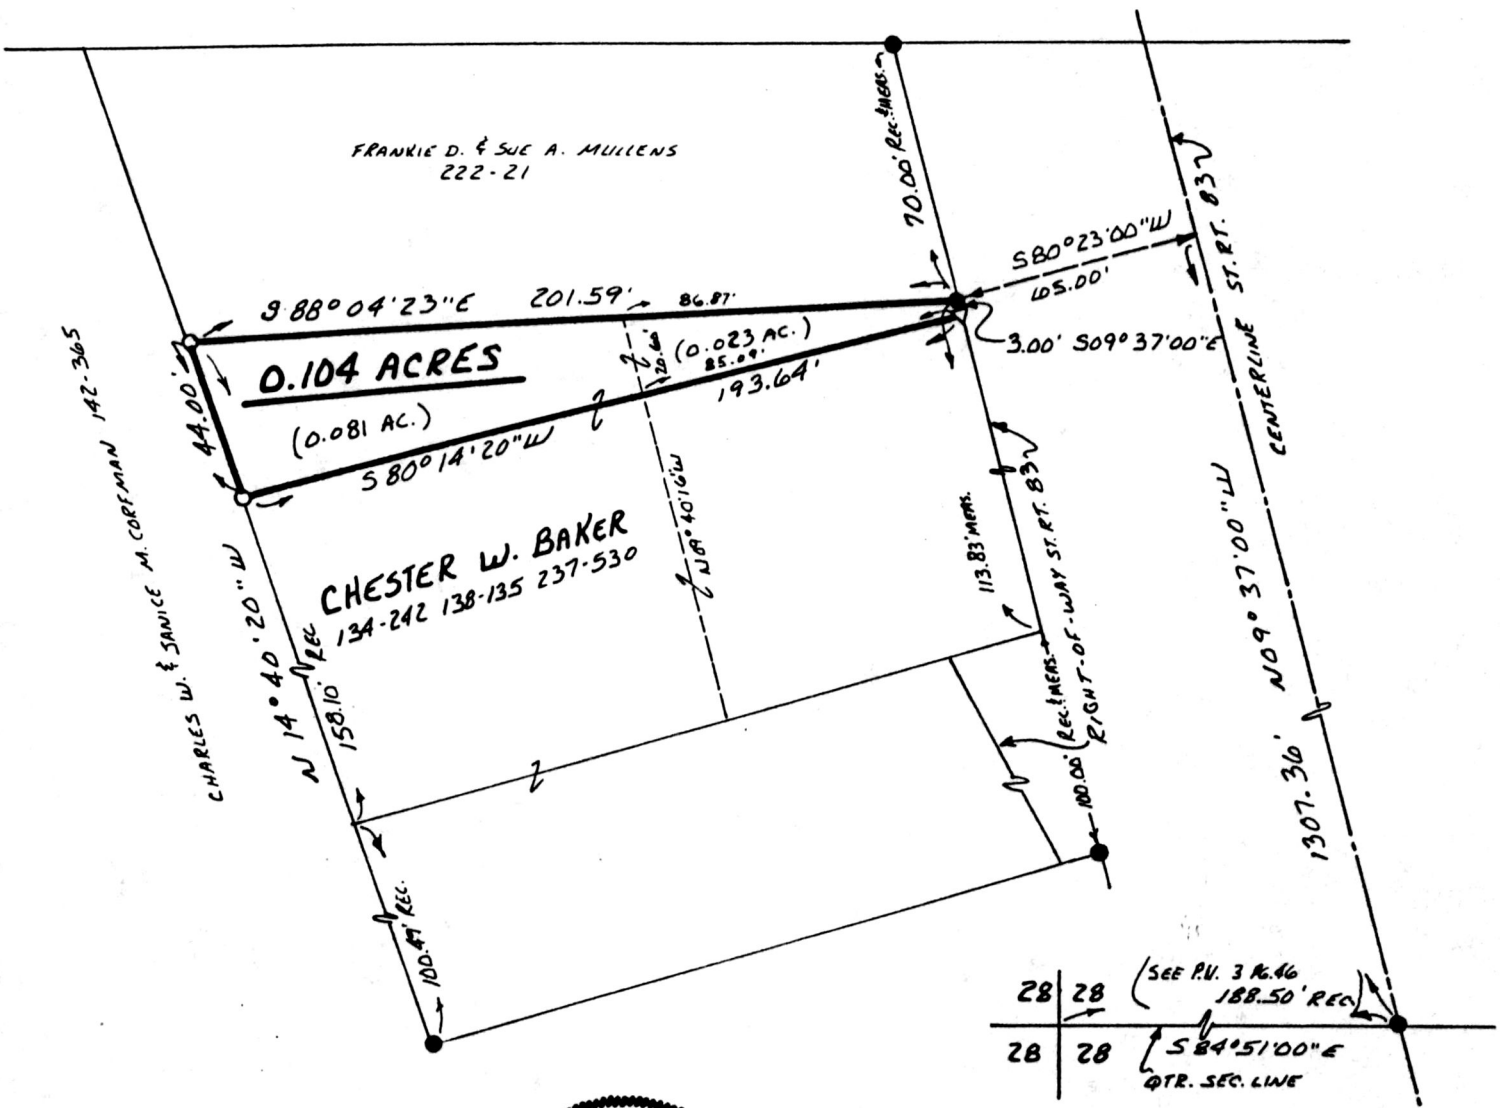 FRANKIE D. & SUE A. MULLENS
222-21
70.00' REC. & MEAS.
S80°23'00"W
65.00'
CENTERLINE ST. RT. 83
S 88°04'23"E 201.59' 86.87'
3.00' S09°37'00"E
0.104 ACRES
(0.023 AC.)
20.60'
85.09'
193.64'
44.00'
(0.081 AC.)
S 80°14'20"W
CHARLES W. & JANICE M. CORFMAN 142-365
N09°40'16"W
113.83' MEAS.
CHESTER W. BAKER
134-242 138-135 237-530
N 14°40'20"W
158.10' REC.
RIGHT-OF-WAY ST. RT. 83
100.00' REC. & MEAS.
N09°37'00"W
1307.36'
100.49' REC.
28 28
SEE P.V. 3 PG. 46
188.50' REC.
28 28
S 84°51'00"E
QTR. SEC. LINE